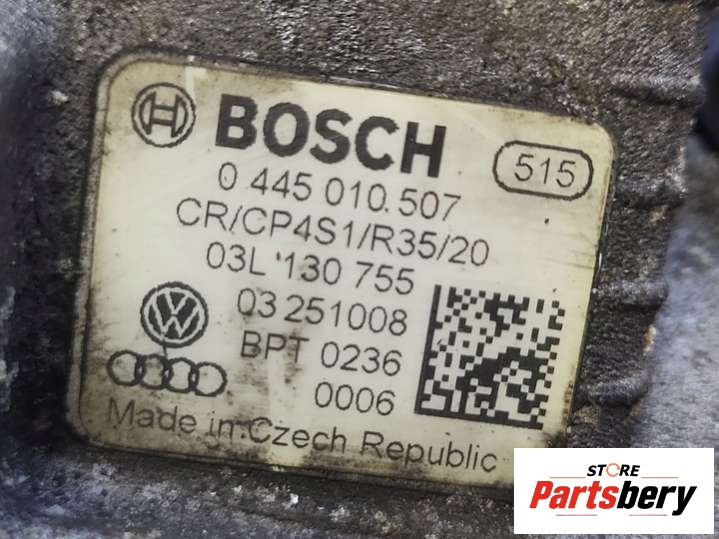 BOSCH
515
0 445 010 507
CR/CP4S1/R35/20
03L 130 755
03 251008
BPT 0236
0006
Made in Czech Republic
STORE
Partsbery